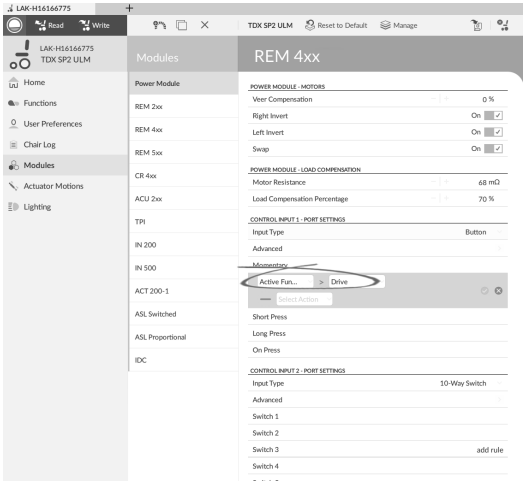 LAK-H16166775
+
Read
Write
TDX SP2 ULM
Reset to Default
Manage
LAK-H16166775
TDX SP2 ULM
Home
Functions
User Preferences
Chair Log
Modules
Actuator Motions
Lighting
Modules
Power Module
REM 2xx
REM 4xx
REM 5xx
CR 4xx
ACU 2xx
TPI
IN 200
IN 500
ACT 200-1
ASL Switched
ASL Proportional
IDC
REM 4xx
POWER MODULE - MOTORS
Veer Compensation 0 %
Right Invert On
Left Invert On
Swap On
POWER MODULE - LOAD COMPENSATION
Motor Resistance 68 mΩ
Load Compensation Percentage 70 %
CONTROL INPUT 1 - PORT SETTINGS
Input Type Button
Advanced
Momentary
Active Fun... > Drive
Select Action
Short Press
Long Press
On Press
CONTROL INPUT 2 - PORT SETTINGS
Input Type 10-Way Switch
Advanced
Switch 1
Switch 2
Switch 3 add rule
Switch 4